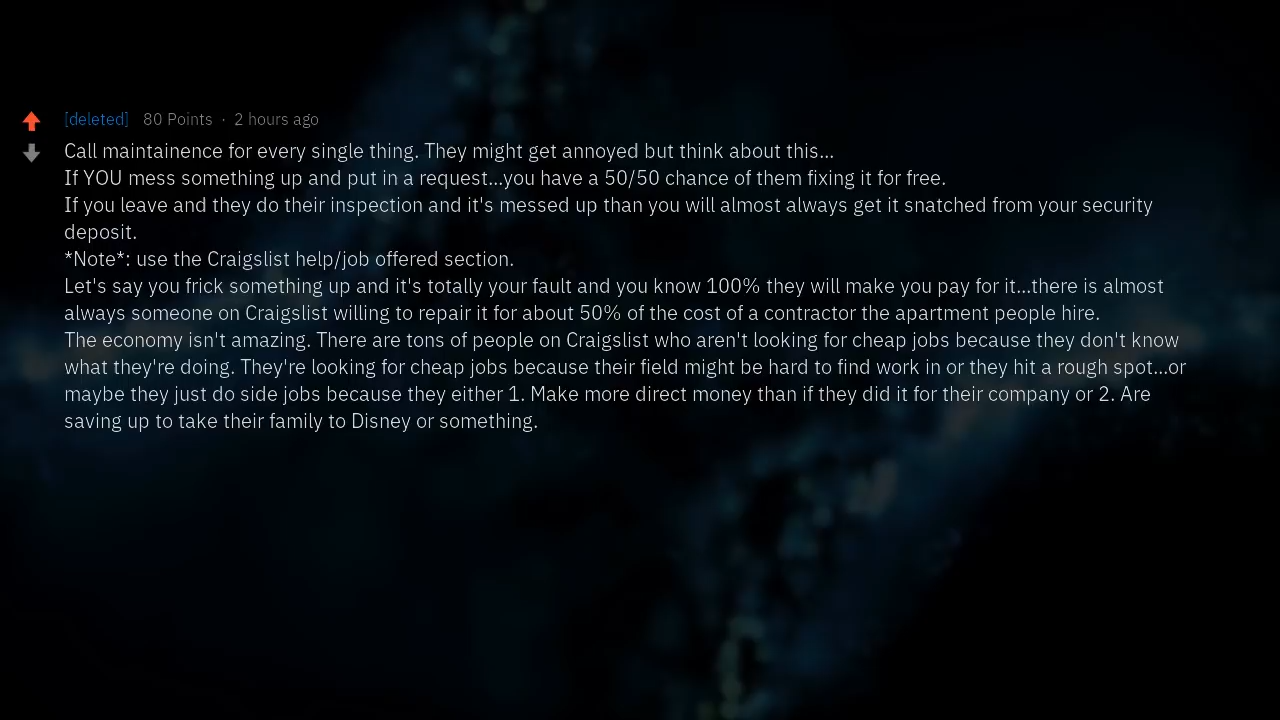 [deleted] 80 Points · 2 hours ago
Call maintainence for every single thing. They might get annoyed but think about this...
If YOU mess something up and put in a request...you have a 50/50 chance of them fixing it for free.
If you leave and they do their inspection and it's messed up than you will almost always get it snatched from your security
deposit.
*Note*: use the Craigslist help/job offered section.
Let's say you frick something up and it's totally your fault and you know 100% they will make you pay for it...there is almost
always someone on Craigslist willing to repair it for about 50% of the cost of a contractor the apartment people hire.
The economy isn't amazing. There are tons of people on Craigslist who aren't looking for cheap jobs because they don't know
what they're doing. They're looking for cheap jobs because their field might be hard to find work in or they hit a rough spot...or
maybe they just do side jobs because they either 1. Make more direct money than if they did it for their company or 2. Are
saving up to take their family to Disney or something.